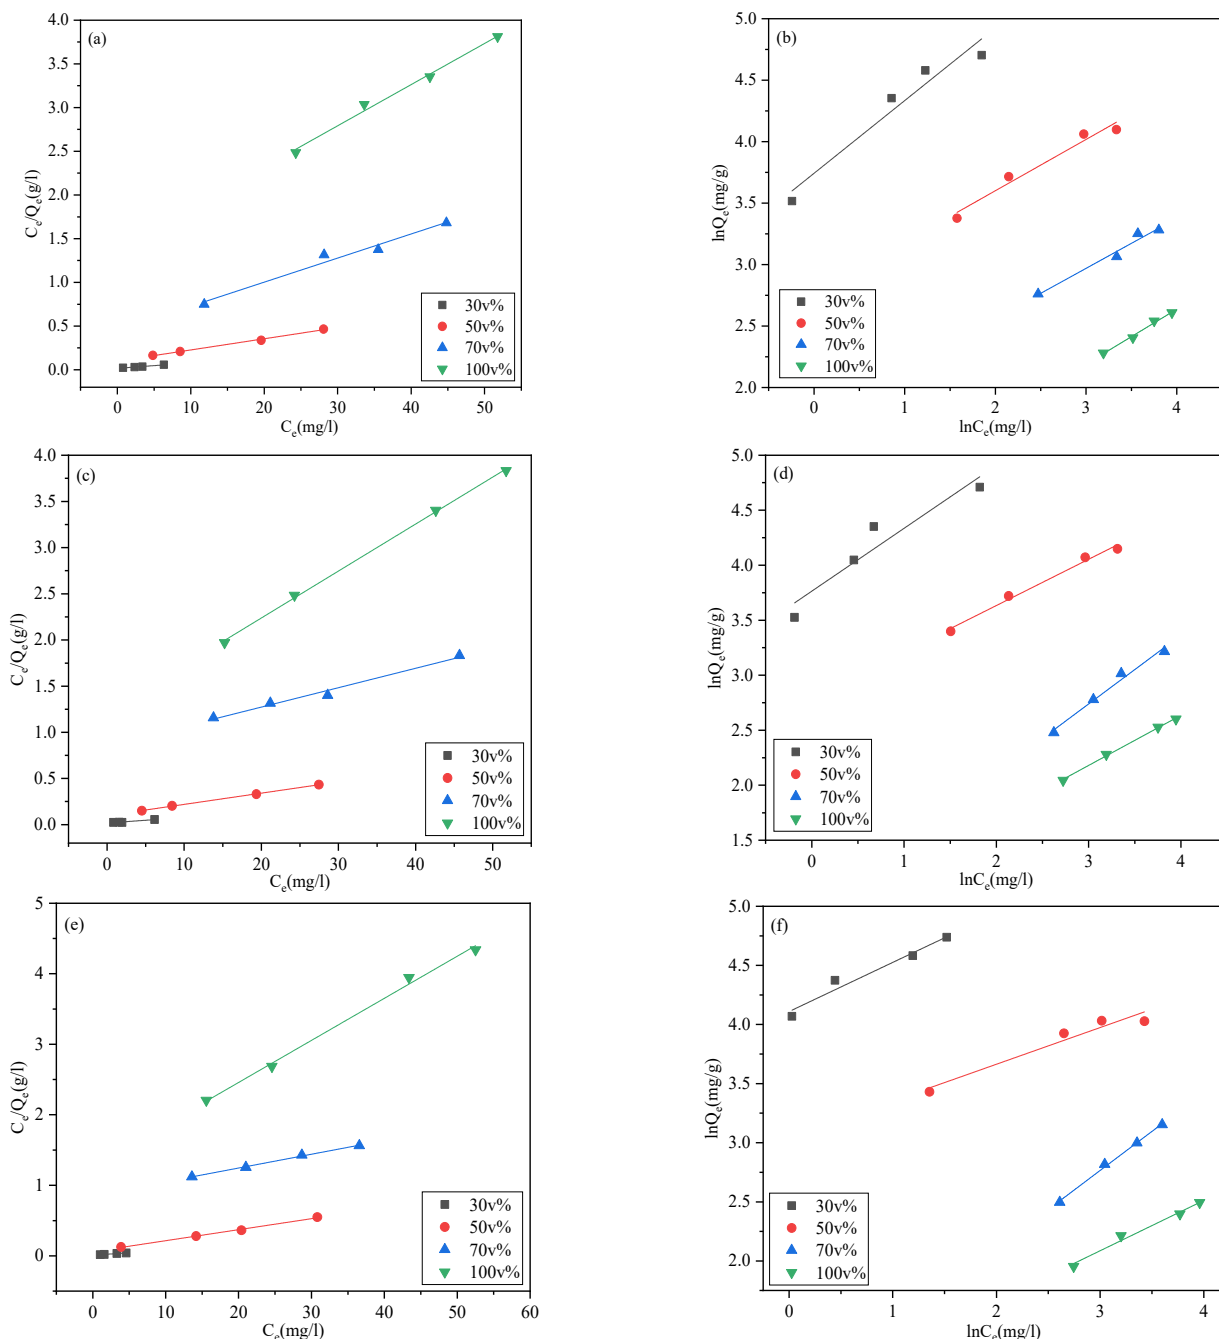 (a)
4.0
3.5
3.0
2.5
2.0
1.5
1.0
0.5
0.0
Ce/Qe(g/l)
0 10 20 30 40 50
Ce(mg/l)
30v%
50v%
70v%
100v%
(b)
5.0
4.5
4.0
3.5
3.0
2.5
2.0
lnQe(mg/g)
0 1 2 3 4
lnCe(mg/l)
30v%
50v%
70v%
100v%
(c)
4.0
3.5
3.0
2.5
2.0
1.5
1.0
0.5
0.0
Ce/Qe(g/l)
0 10 20 30 40 50
Ce(mg/l)
30v%
50v%
70v%
100v%
(d)
5.0
4.5
4.0
3.5
3.0
2.5
2.0
1.5
lnQe(mg/g)
0 1 2 3 4
lnCe(mg/l)
30v%
50v%
70v%
100v%
(e)
5
4
3
2
1
0
Ce/Qe(g/l)
0 10 20 30 40 50 60
Ce(mg/l)
30v%
50v%
70v%
100v%
(f)
5.0
4.5
4.0
3.5
3.0
2.5
2.0
lnQe(mg/g)
0 1 2 3 4
lnCe(mg/l)
30v%
50v%
70v%
100v%